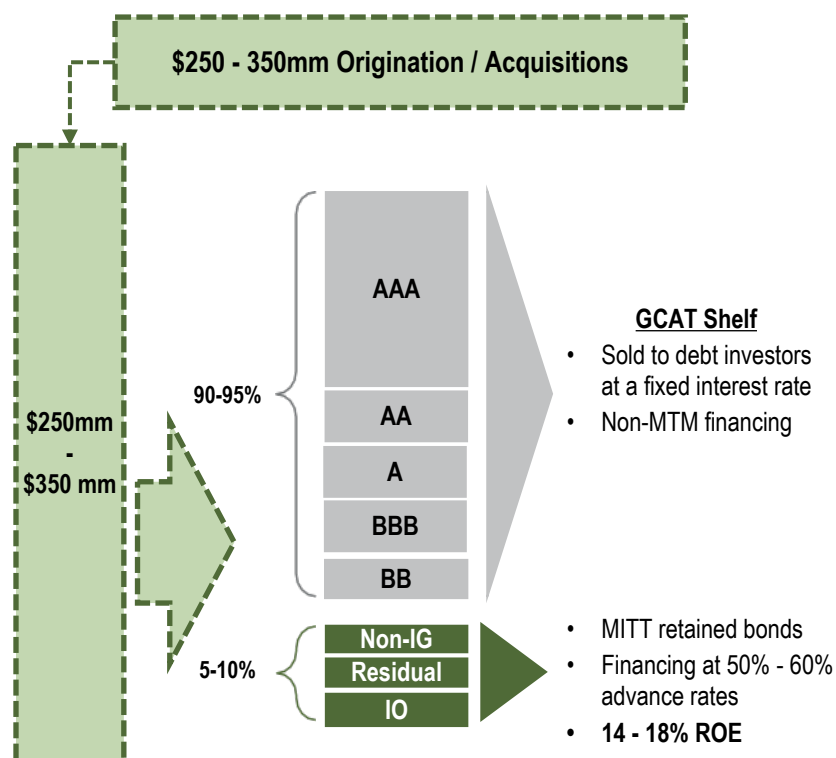 $250 - 350mm Origination / Acquisitions
$250mm
-
$350 mm
90-95%
AAA
AA
A
BBB
BB
GCAT Shelf
• Sold to debt investors
at a fixed interest rate
• Non-MTM financing
5-10%
Non-IG
Residual
IO
• MITT retained bonds
• Financing at 50% - 60%
advance rates
• 14 - 18% ROE